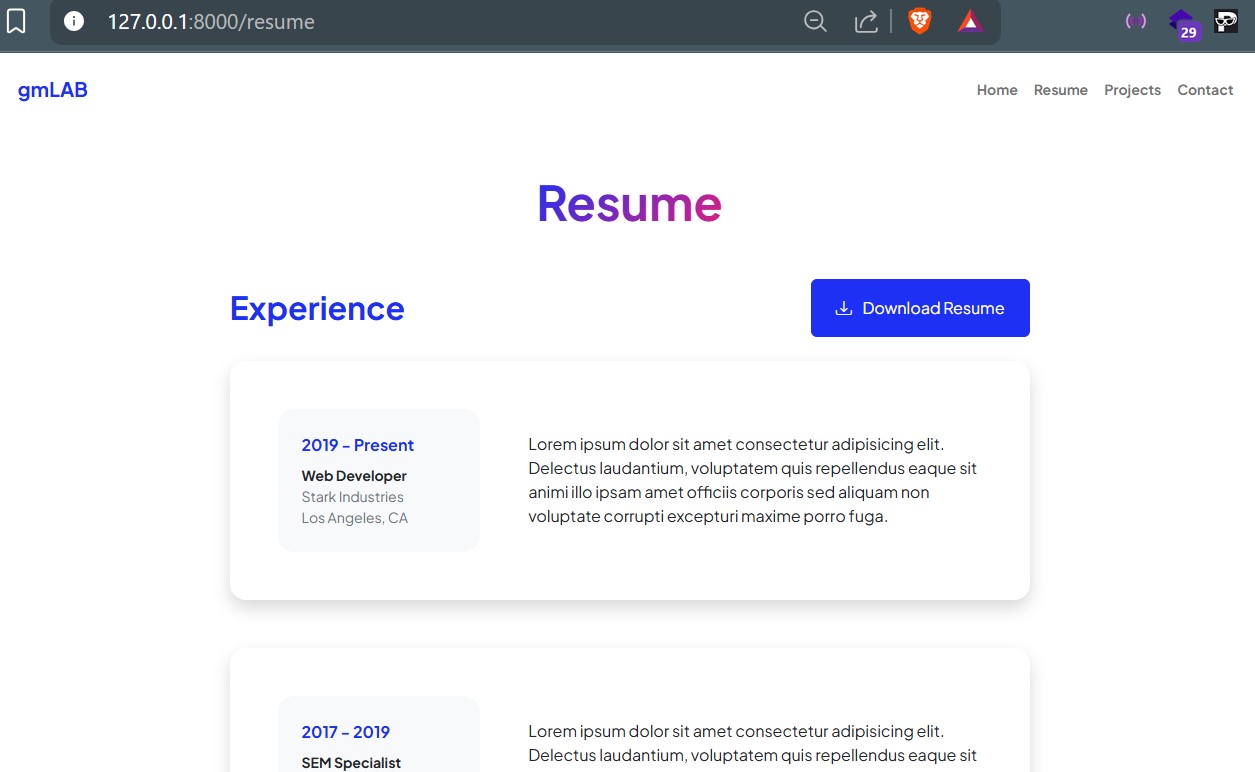 127.0.0.1:8000/resume
29
gmLAB
Home Resume Projects Contact
Resume
Experience
Download Resume
2019 - Present
Web Developer
Stark Industries
Los Angeles, CA
Lorem ipsum dolor sit amet consectetur adipisicing elit.
Delectus laudantium, voluptatem quis repellendus eaque sit
animi illo ipsam amet officiis corporis sed aliquam non
voluptate corrupti excepturi maxime porro fuga.
2017 - 2019
SEM Specialist
Lorem ipsum dolor sit amet consectetur adipisicing elit.
Delectus laudantium, voluptatem quis repellendus eaque sit